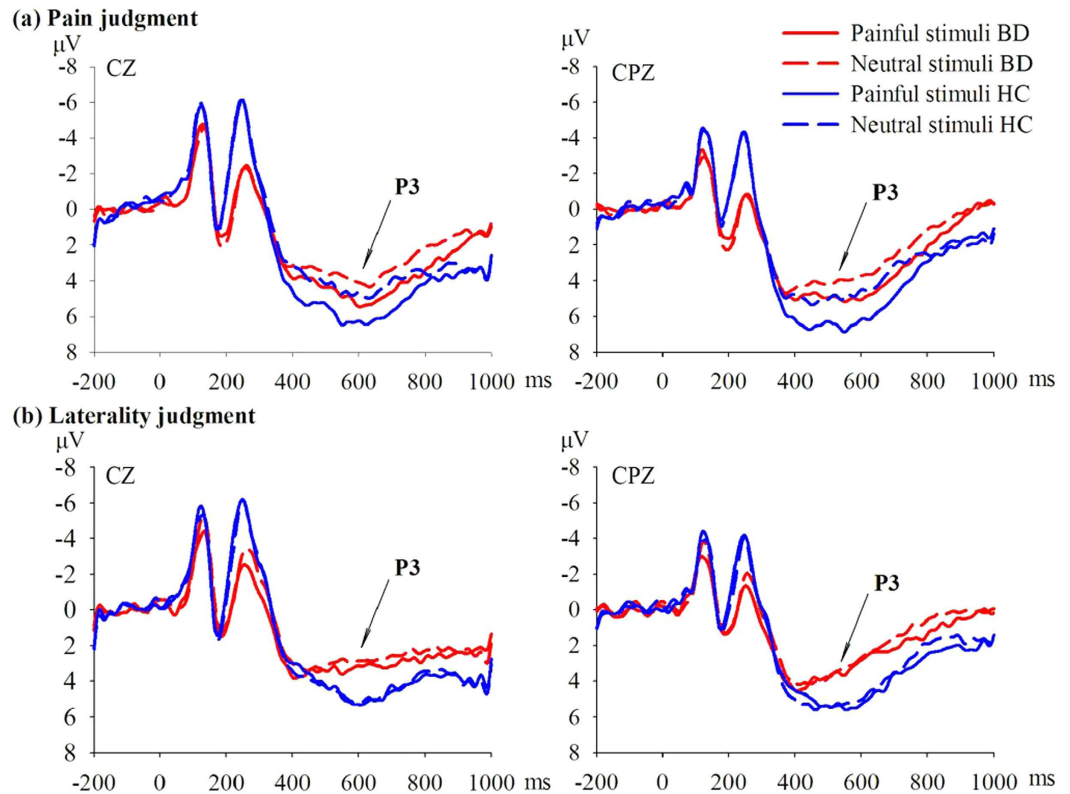 (a) Pain judgment
μV
CZ
-8
-6
-4
-2
0
2
4
6
8
P3
-200 0 200 400 600 800 1000 ms
μV
CPZ
-8
-6
-4
-2
0
2
4
6
8
P3
-200 0 200 400 600 800 1000 ms
Painful stimuli BD
Neutral stimuli BD
Painful stimuli HC
Neutral stimuli HC
(b) Laterality judgment
μV
CZ
-8
-6
-4
-2
0
2
4
6
8
P3
-200 0 200 400 600 800 1000 ms
μV
CPZ
-8
-6
-4
-2
0
2
4
6
8
P3
-200 0 200 400 600 800 1000 ms